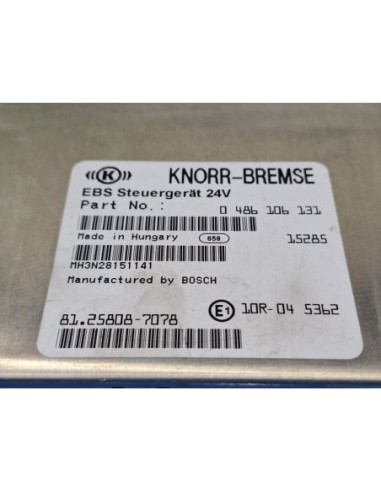 ((K)) KNORR-BREMSE
EBS Steuergerät 24V
Part No.: 0 486 106 131
Made in Hungary 658 15285
MH3N28151141
Manufactured by BOSCH
E1 10R-04 5362
81.25808-7078